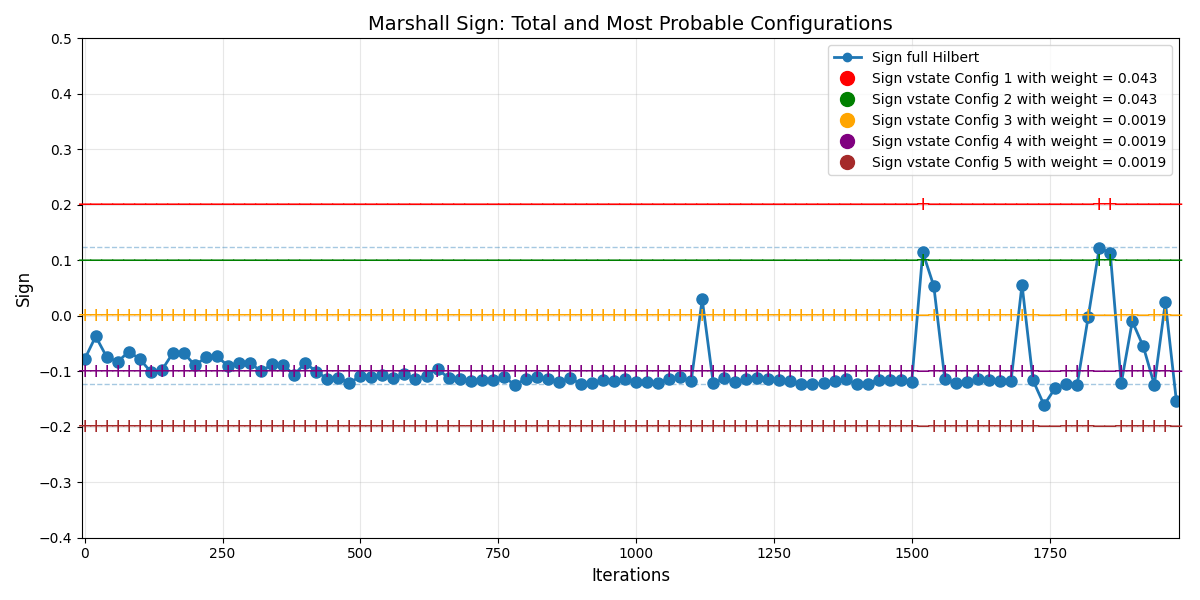 Marshall Sign: Total and Most Probable Configurations
0.5
0.4
0.3
0.2
0.1
0.0
−0.1
−0.2
−0.3
−0.4
Sign
Sign full Hilbert
Sign vstate Config 1 with weight = 0.043
Sign vstate Config 2 with weight = 0.043
Sign vstate Config 3 with weight = 0.0019
Sign vstate Config 4 with weight = 0.0019
Sign vstate Config 5 with weight = 0.0019
0 250 500 750 1000 1250 1500 1750
Iterations